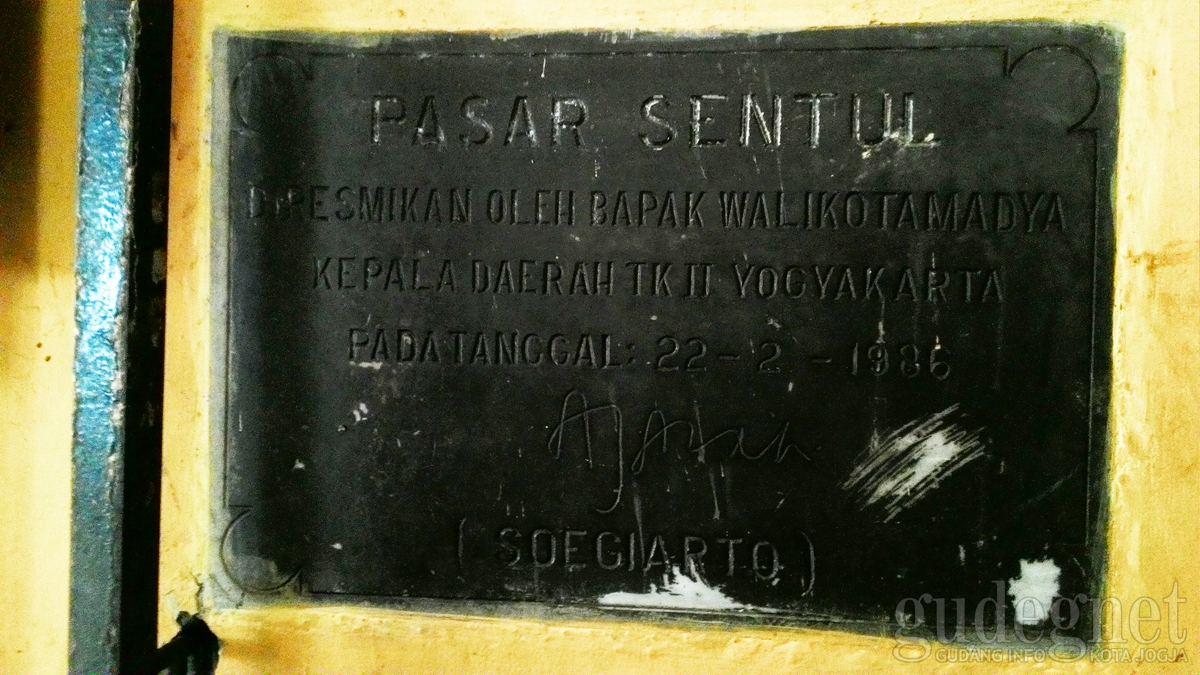 PASAR SENTUL
DIRESMIKAN OLEH BAPAK WALIKOTAMADYA
KEPALA DAERAH TK II YOGYAKARTA
PADA TANGGAL: 22-2-1986
( SOEGIARTO )
gudegnet
GUDANG INFO KOTA JOGJA